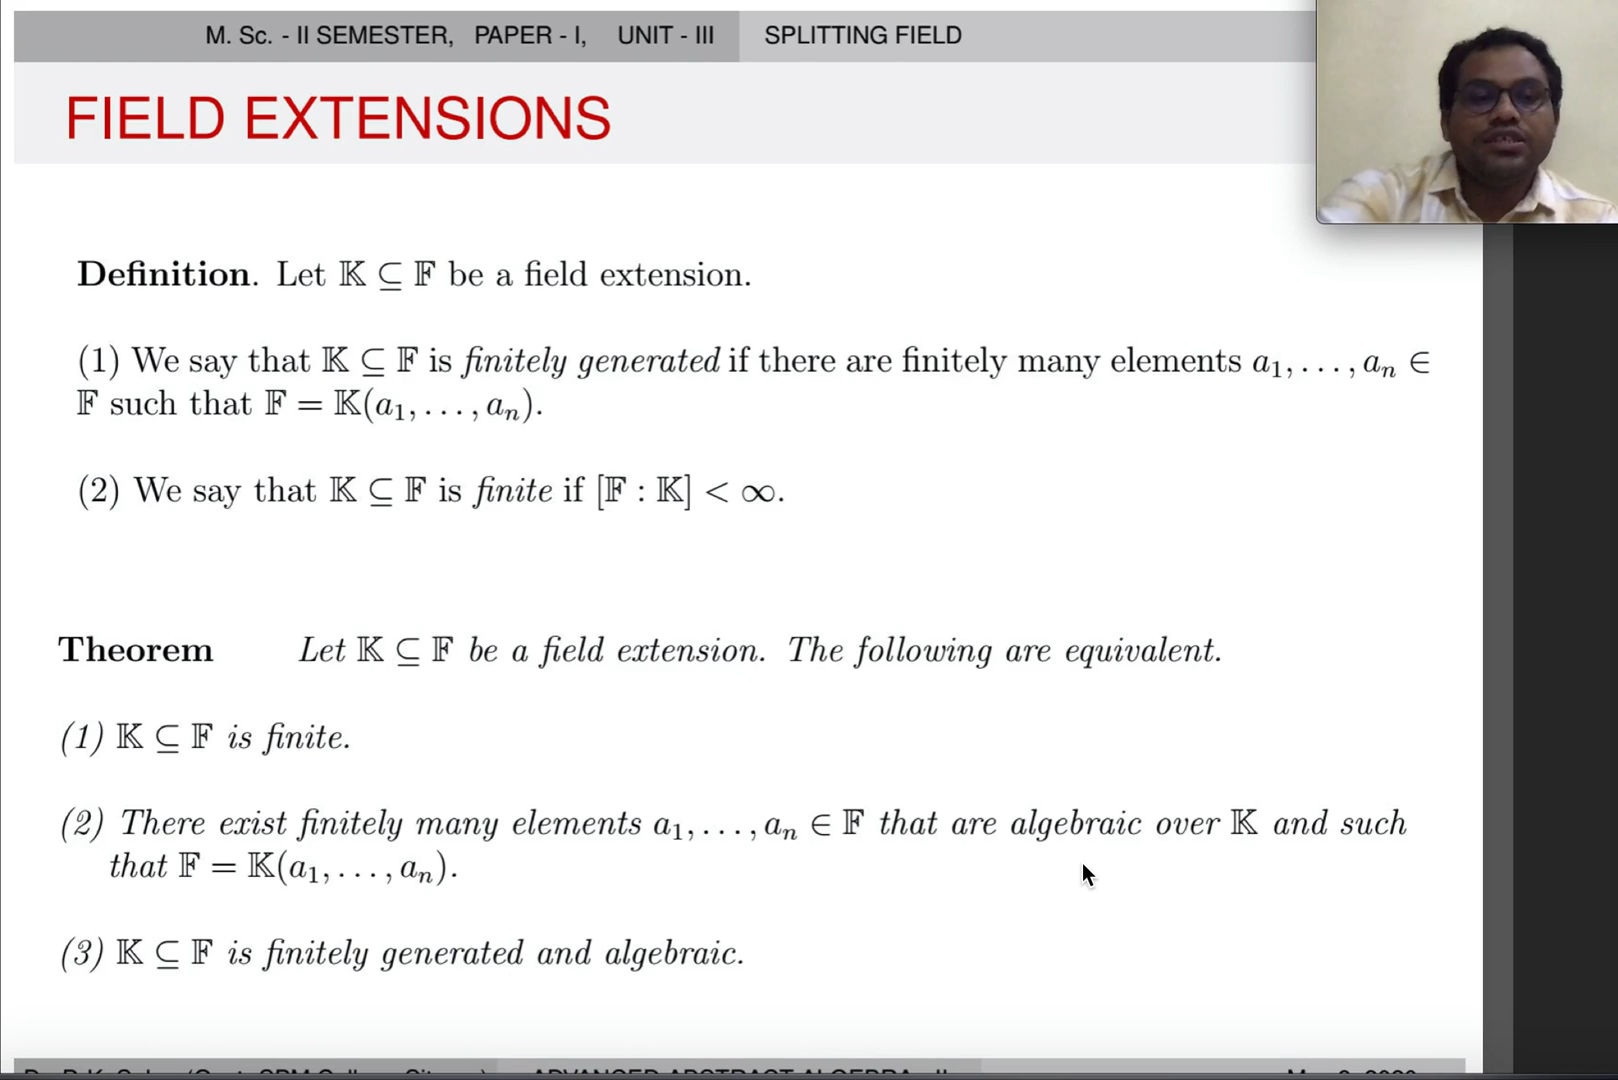 M. Sc. - II SEMESTER, PAPER - I, UNIT - III SPLITTING FIELD
FIELD EXTENSIONS
Definition. Let 𝕂 ⊆ 𝔽 be a field extension.
(1) We say that 𝕂 ⊆ 𝔽 is finitely generated if there are finitely many elements a₁, . . . , aₙ ∈
𝔽 such that 𝔽 = 𝕂(a₁, . . . , aₙ).
(2) We say that 𝕂 ⊆ 𝔽 is finite if [𝔽 : 𝕂] < ∞.
Theorem Let 𝕂 ⊆ 𝔽 be a field extension. The following are equivalent.
(1) 𝕂 ⊆ 𝔽 is finite.
(2) There exist finitely many elements a₁, . . . , aₙ ∈ 𝔽 that are algebraic over 𝕂 and such
that 𝔽 = 𝕂(a₁, . . . , aₙ).
(3) 𝕂 ⊆ 𝔽 is finitely generated and algebraic.
ADVANCED ABSTRACT ALGEBRA - II